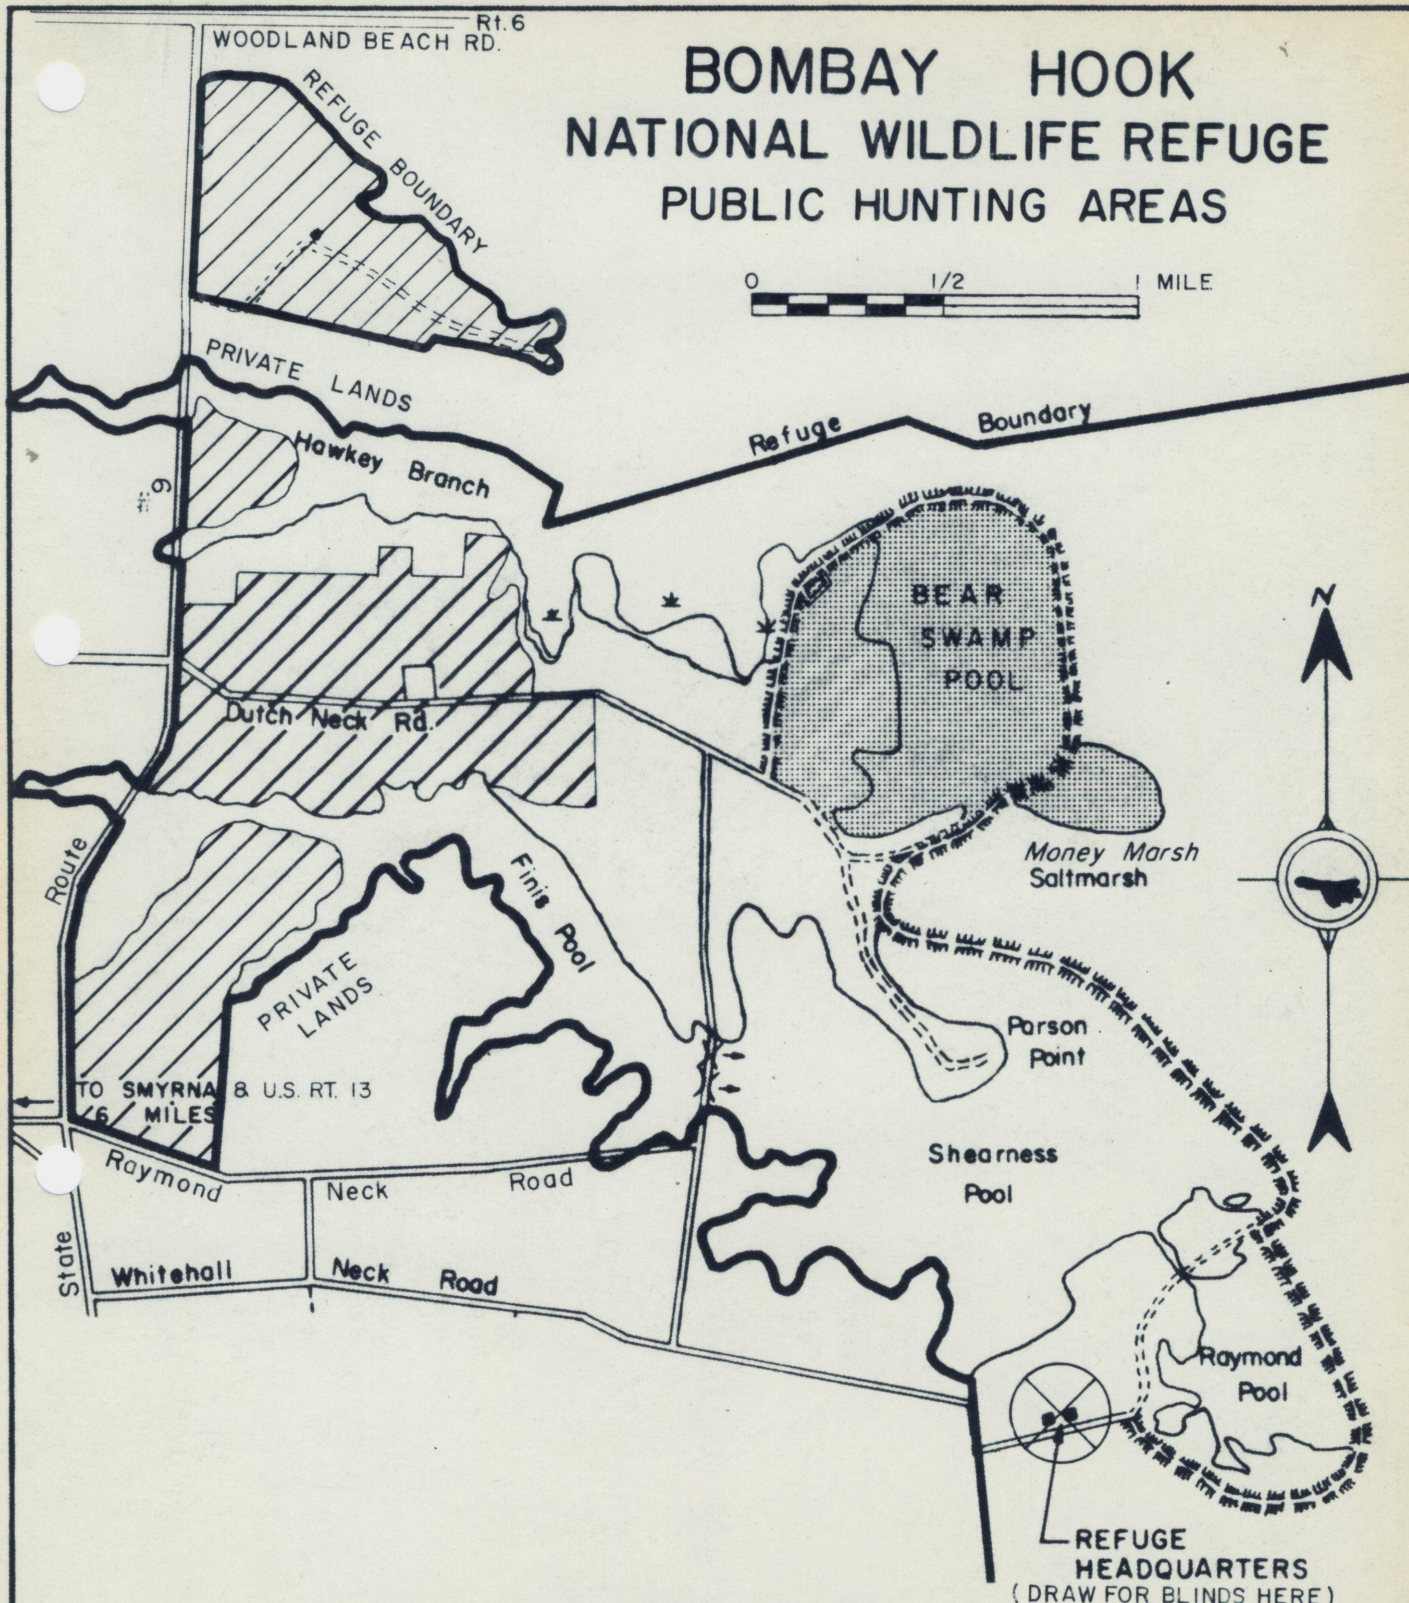 Rt. 6
WOODLAND BEACH RD.
BOMBAY HOOK
NATIONAL WILDLIFE REFUGE
PUBLIC HUNTING AREAS
REFUGE BOUNDARY
0 1/2 1 MILE
PRIVATE LANDS
Refuge Boundary
Hawkey Branch
#6
BEAR
SWAMP
POOL
N
Dutch Neck Rd.
Route
Finis Pool
Money Marsh
Saltmarsh
PRIVATE
LANDS
Parson
Point
TO SMYRNA & U.S. RT. 13
6 MILES
Shearness
Pool
Raymond Neck Road
State
Whitehall Neck Road
Raymond
Pool
REFUGE
HEADQUARTERS
(DRAW FOR BLINDS HERE)